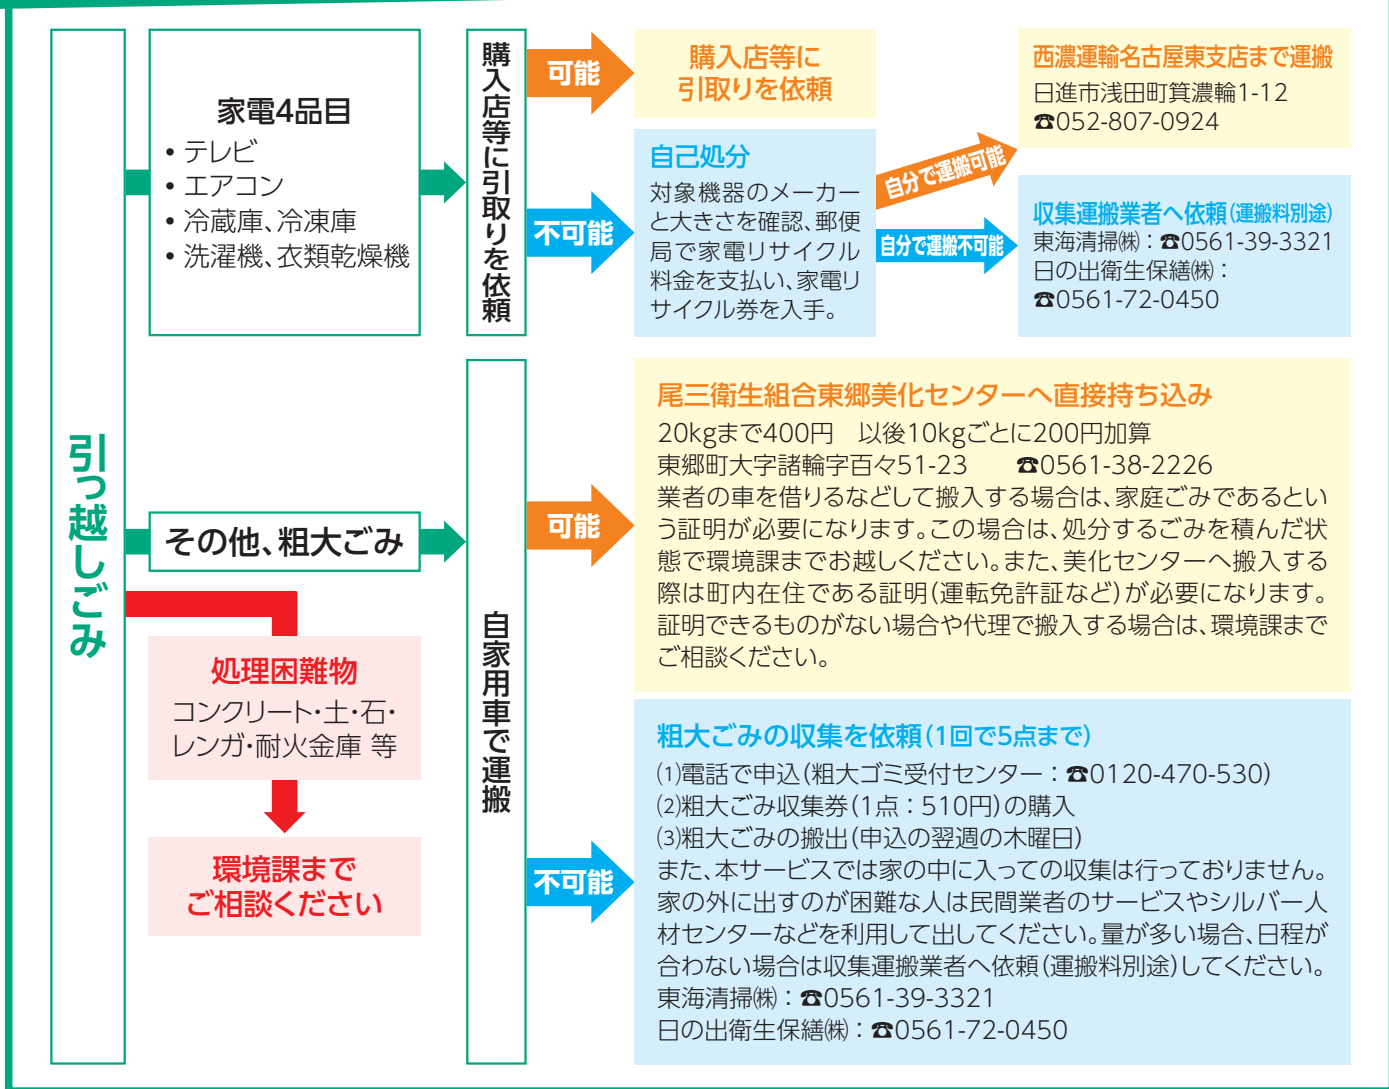 引っ越しごみ
家電4品目
• テレビ
• エアコン
• 冷蔵庫、冷凍庫
• 洗濯機、衣類乾燥機
購入店等に引取りを依頼
可能
購入店等に
引取りを依頼
不可能
自己処分
対象機器のメーカー
と大きさを確認、郵便
局で家電リサイクル
料金を支払い、家電リ
サイクル券を入手。
自分で運搬可能
西濃運輸名古屋東支店まで運搬
日進市浅田町箕濃輪1-12
☎052-807-0924
自分で運搬不可能
収集運搬業者へ依頼(運搬料別途)
東海清掃㈱：☎0561-39-3321
日の出衛生保繕㈱：
☎0561-72-0450
その他、粗大ごみ
自家用車で運搬
可能
尾三衛生組合東郷美化センターへ直接持ち込み
20kgまで400円　以後10kgごとに200円加算
東郷町大字諸輪字百々51-23　　☎0561-38-2226
業者の車を借りるなどして搬入する場合は、家庭ごみであるとい
う証明が必要になります。この場合は、処分するごみを積んだ状
態で環境課までお越しください。また、美化センターへ搬入する
際は町内在住である証明(運転免許証など)が必要になります。
証明できるものがない場合や代理で搬入する場合は、環境課まで
ご相談ください。
不可能
粗大ごみの収集を依頼(1回で5点まで)
⑴電話で申込(粗大ゴミ受付センター：☎0120-470-530)
⑵粗大ごみ収集券(1点：510円)の購入
⑶粗大ごみの搬出(申込の翌週の木曜日)
また、本サービスでは家の中に入っての収集は行っておりません。
家の外に出すのが困難な人は民間業者のサービスやシルバー人
材センターなどを利用して出してください。量が多い場合、日程が
合わない場合は収集運搬業者へ依頼(運搬料別途)してください。
東海清掃㈱：☎0561-39-3321
日の出衛生保繕㈱：☎0561-72-0450
処理困難物
コンクリート・土・石・
レンガ・耐火金庫 等
環境課まで
ご相談ください